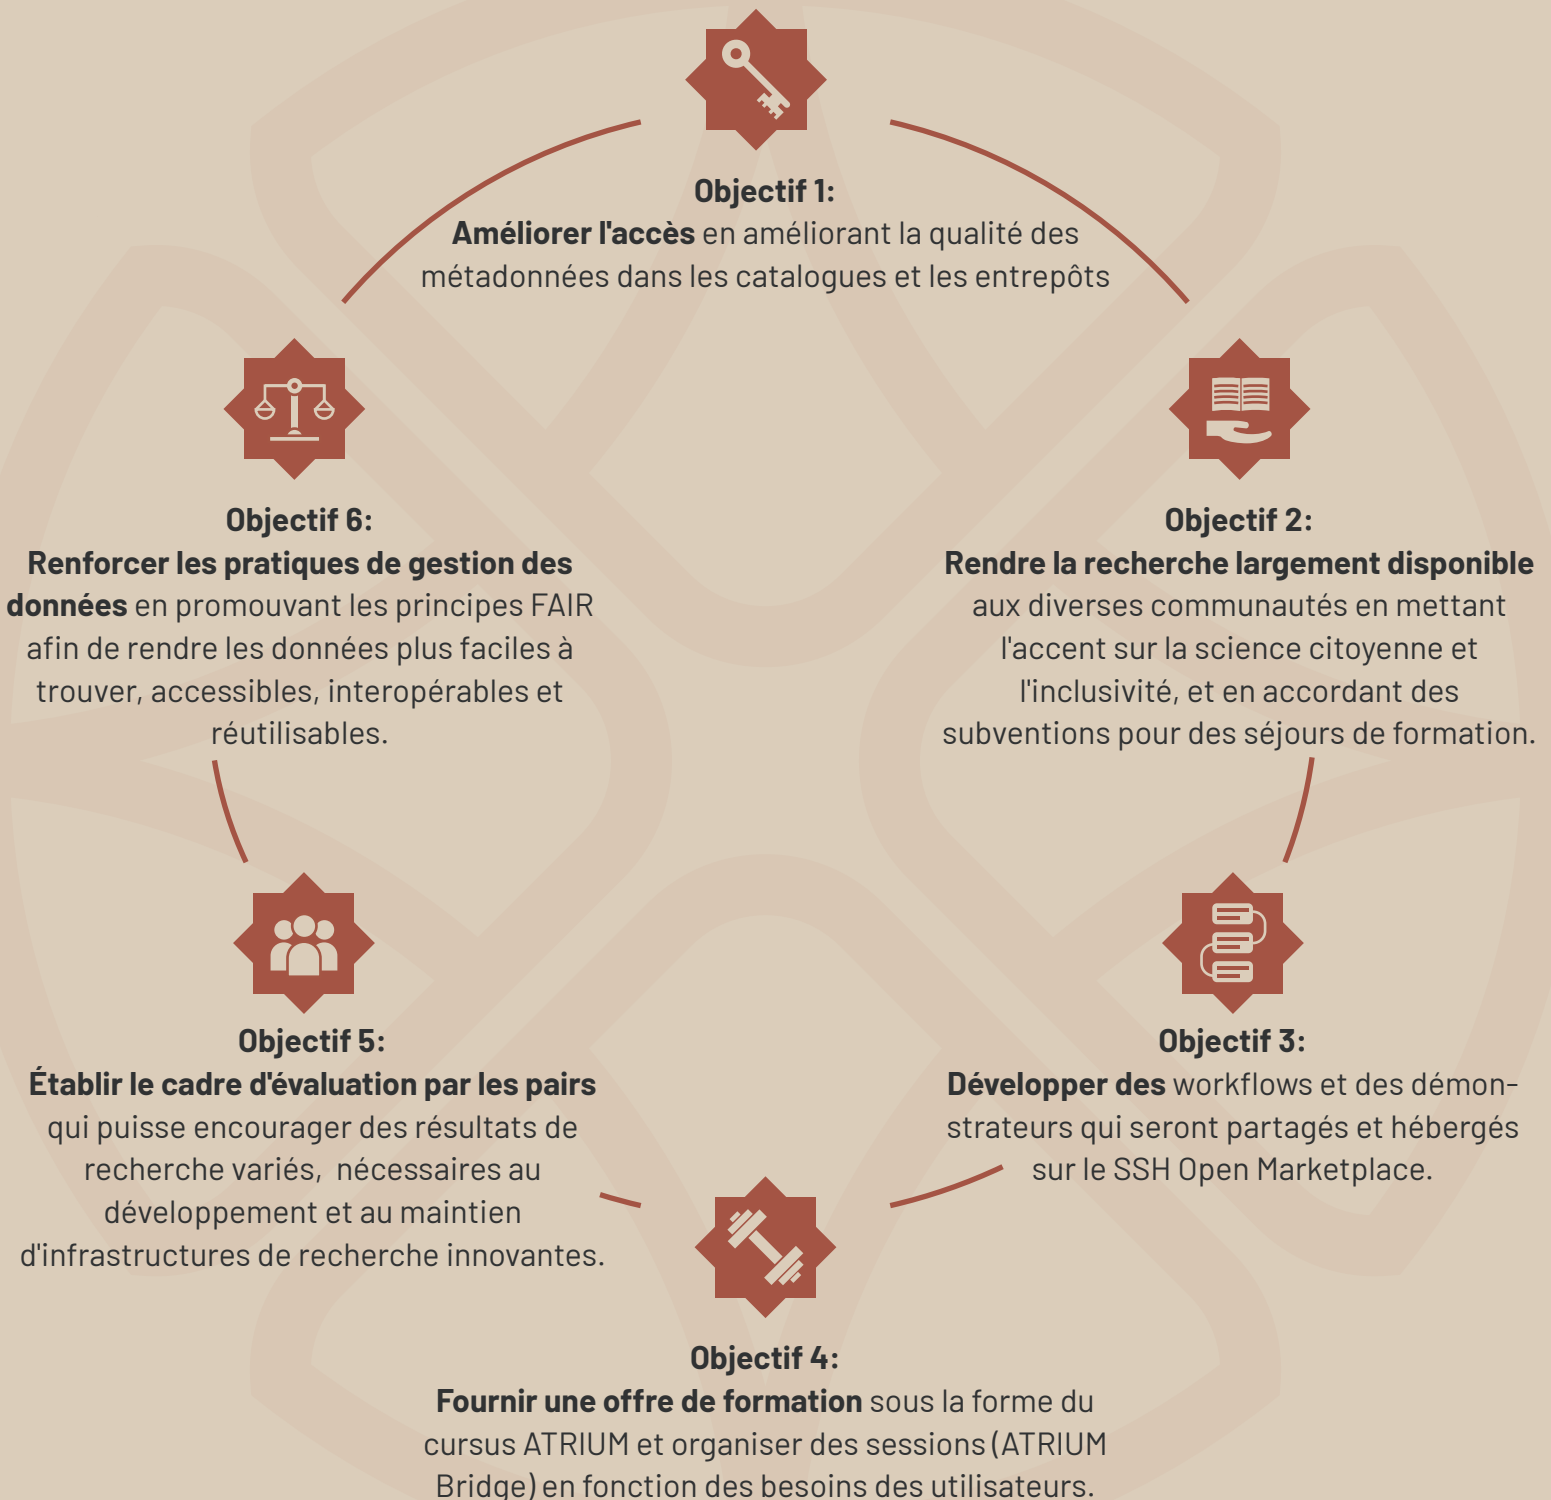 Objectif 1:
Améliorer l'accès en améliorant la qualité des
métadonnées dans les catalogues et les entrepôts
Objectif 2:
Rendre la recherche largement disponible
aux diverses communautés en mettant
l'accent sur la science citoyenne et
l'inclusivité, et en accordant des
subventions pour des séjours de formation.
Objectif 3:
Développer des workflows et des démon-
strateurs qui seront partagés et hébergés
sur le SSH Open Marketplace.
Objectif 4:
Fournir une offre de formation sous la forme du
cursus ATRIUM et organiser des sessions (ATRIUM
Bridge) en fonction des besoins des utilisateurs.
Objectif 5:
Établir le cadre d'évaluation par les pairs
qui puisse encourager des résultats de
recherche variés,  nécessaires au
développement et au maintien
d'infrastructures de recherche innovantes.
Objectif 6:
Renforcer les pratiques de gestion des
données en promouvant les principes FAIR
afin de rendre les données plus faciles à
trouver, accessibles, interopérables et
réutilisables.